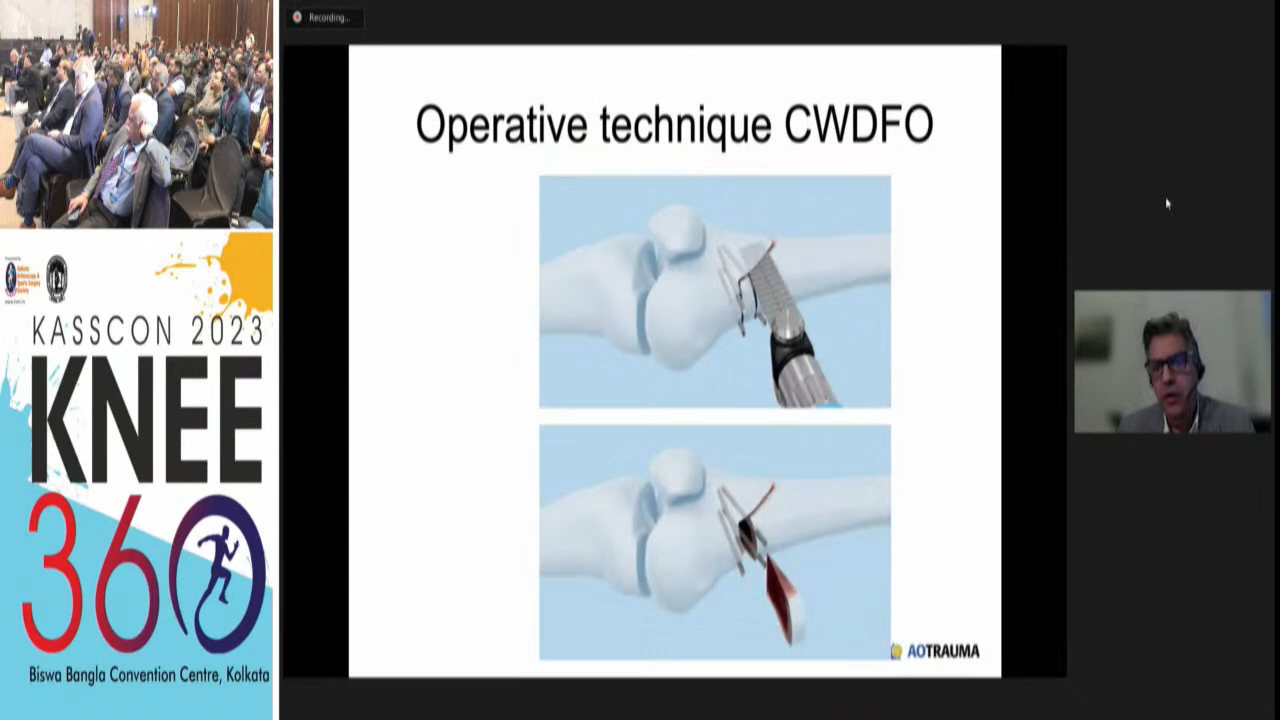 Recording...
Operative technique CWDFO
AOTRAUMA
KASSCON 2023
KNEE
360
Biswa Bangla Convention Centre, Kolkata